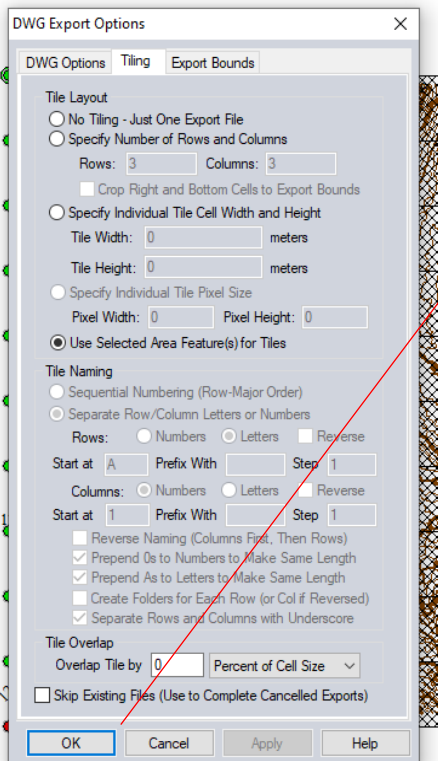 DWG Export Options
DWG Options Tiling Export Bounds
Tile Layout
No Tiling - Just One Export File
Specify Number of Rows and Columns
Rows: 3 Columns: 3
Crop Right and Bottom Cells to Export Bounds
Specify Individual Tile Cell Width and Height
Tile Width: 0 meters
Tile Height: 0 meters
Specify Individual Tile Pixel Size
Pixel Width: 0 Pixel Height: 0
Use Selected Area Feature(s) for Tiles
Tile Naming
Sequential Numbering (Row-Major Order)
Separate Row/Column Letters or Numbers
Rows: Numbers Letters Reverse
Start at A Prefix With Step 1
Columns: Numbers Letters Reverse
Start at 1 Prefix With Step 1
Reverse Naming (Columns First, Then Rows)
Prepend 0s to Numbers to Make Same Length
Prepend As to Letters to Make Same Length
Create Folders for Each Row (or Col if Reversed)
Separate Rows and Columns with Underscore
Tile Overlap
Overlap Tile by 0 Percent of Cell Size
Skip Existing Files (Use to Complete Cancelled Exports)
OK Cancel Apply Help